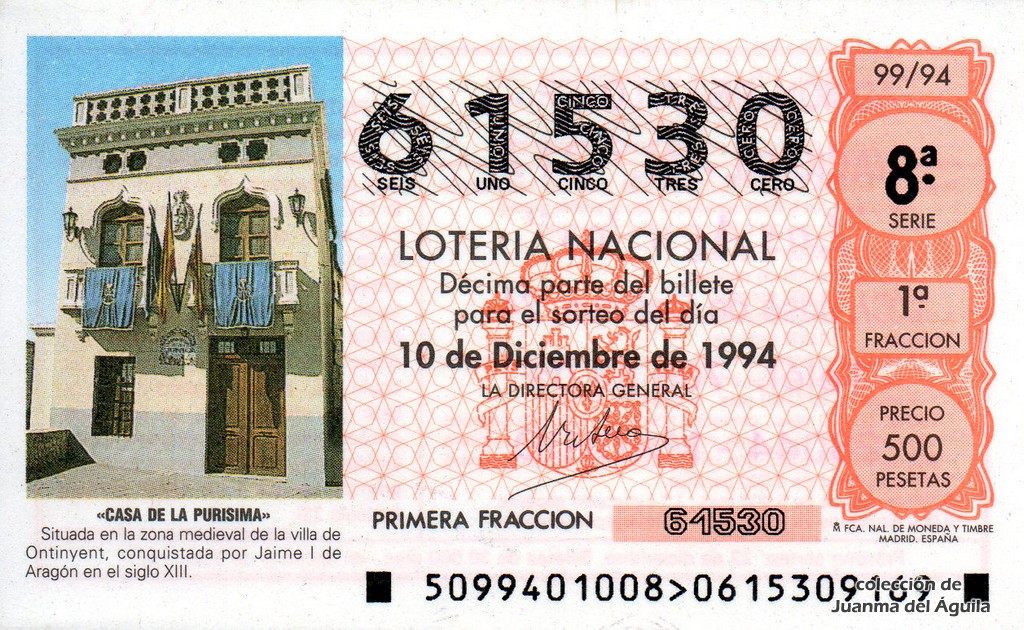 99/94
61530
SEIS UNO CINCO TRES CERO
8ª
SERIE
LOTERIA NACIONAL
Décima parte del billete
para el sorteo del día
10 de Diciembre de 1994
LA DIRECTORA GENERAL
1ª
FRACCION
PRECIO
500
PESETAS
«CASA DE LA PURISIMA»
Situada en la zona medieval de la villa de
Ontinyent, conquistada por Jaime I de
Aragón en el siglo XIII.
PRIMERA FRACCION 61530
FCA. NAL. DE MONEDA Y TIMBRE
MADRID. ESPAÑA
5099401008>0615309169
colección de
Juanma del Águila